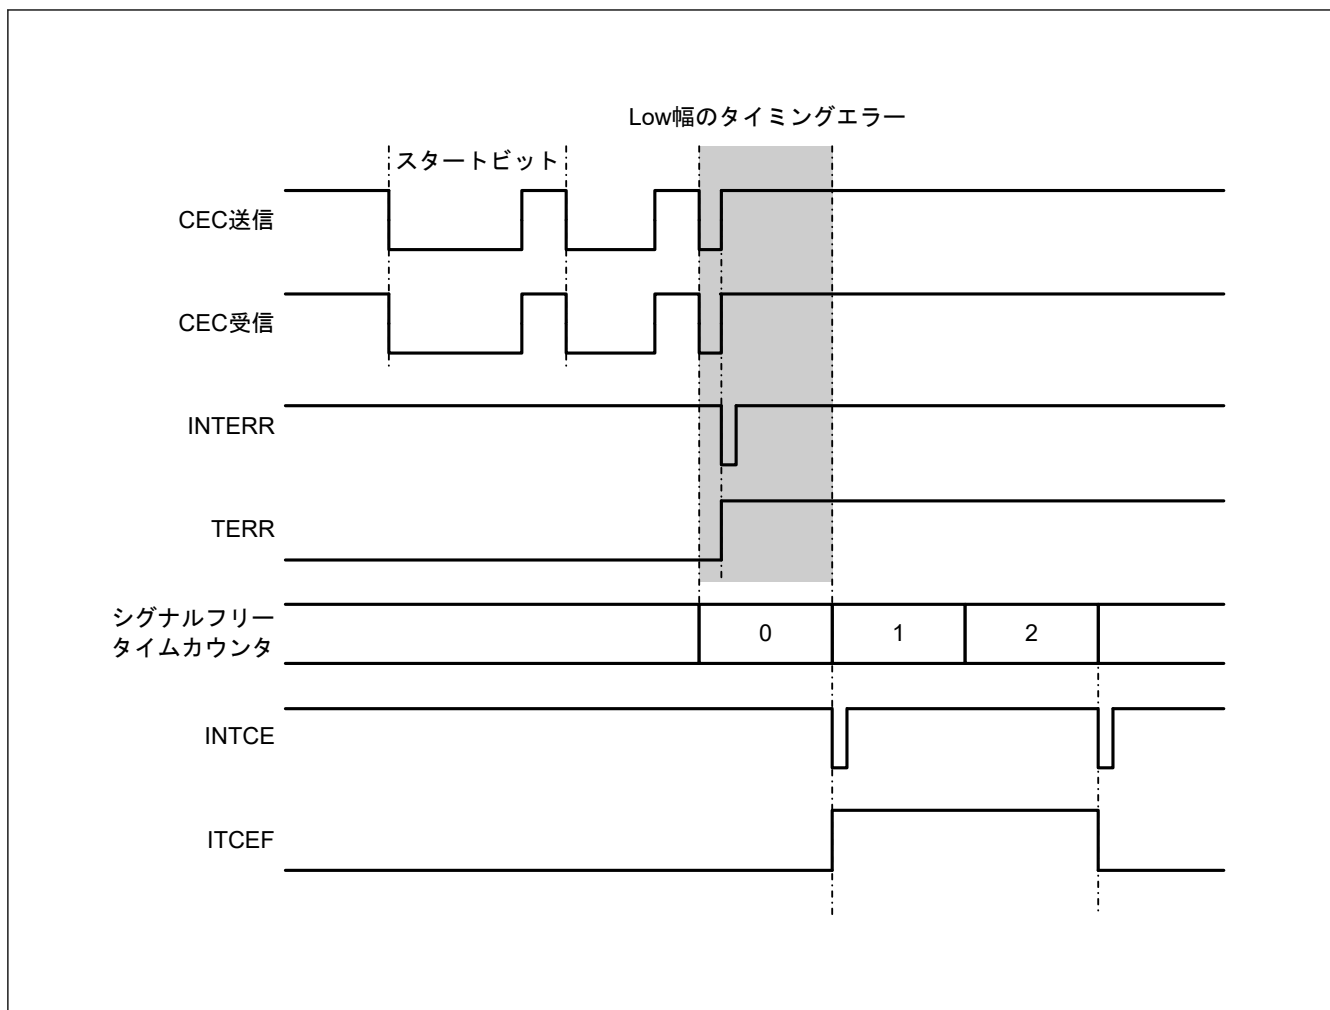 Low幅のタイミングエラー
スタートビット
CEC送信
CEC受信
INTERR
TERR
シグナルフリー
タイムカウンタ
0
1
2
INTCE
ITCEF